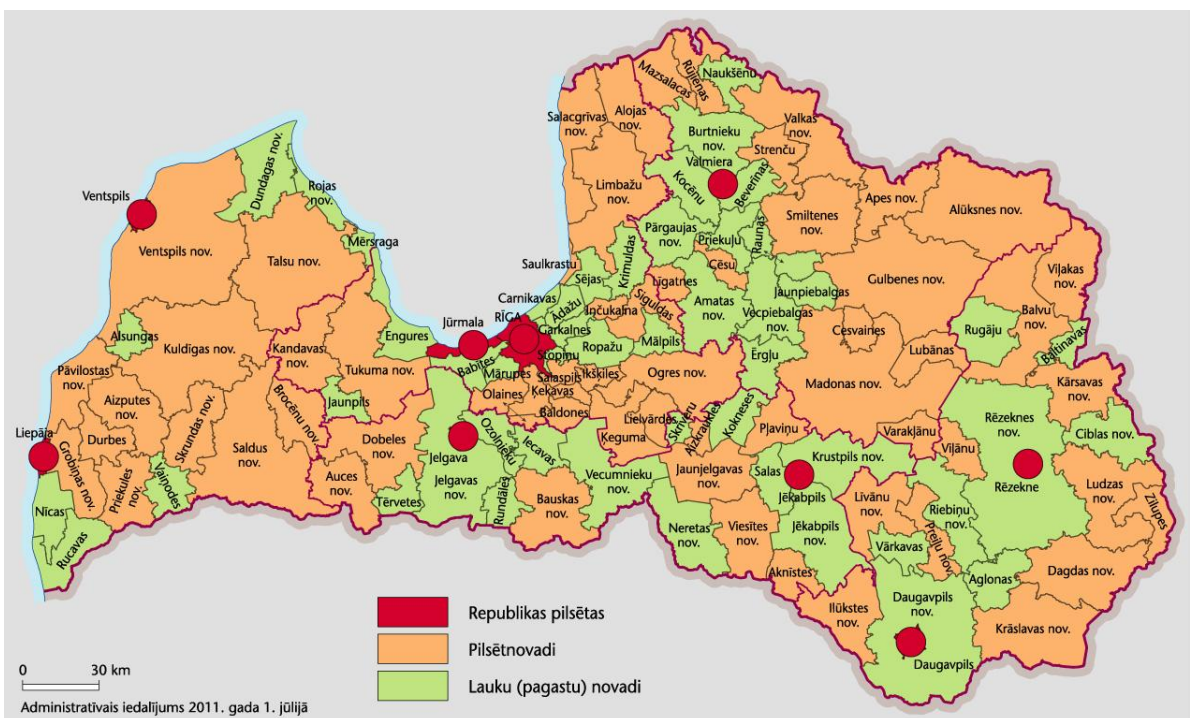 Mazsalacas
Rūjienas
Naukšēnu
Salacgrīvas
nov.
Alojas
nov.
Valkas
nov.
Burtnieku
nov.
Strenču
Valmiera
Kocēnu
Beverīnas
Limbažu
nov.
Dundagas nov.
Rojas
nov.
Ventspils
Ventspils nov.
Talsu nov.
Mērsraga
Apes nov.
Alūksnes nov.
Smiltenes
nov.
Pārgaujas
nov.
Priekuļu
Raunas
Cēsu
Saulkrastu
Krimuldas
Sējas
Līgatnes
Siguldas
Amatas
nov.
Jaunpiebalgas
Vecpiebalgas
nov.
Gulbenes nov.
Viļakas
nov.
Balvu
nov.
Rugāju
Baltinavas
Carnikavas
Ādažu
Inčukalna
Jūrmala
RĪGA
Garkalnes
Ropažu
Mālpils
Stopiņu
Cesvaines
Lubānas
Ērgļu
Madonas nov.
Alsungas
Kuldīgas nov.
Kandavas
nov.
Engures
Tukuma nov.
Babītes
Mārupes
Salaspils
Ikšķiles
Ogres nov.
Olaines
Ķekavas
Baldones
Pāvilostas
nov.
Aizputes
nov.
Skrundas nov.
Brocēnu nov.
Jaunpils
Liepāja
Grobiņas nov.
Durbes
Priekules
nov.
Vaiņodes
Saldus
nov.
Dobeles
nov.
Auces
nov.
Tērvetes
Jelgava
Jelgavas
nov.
Ozolnieku
Iecavas
Rundāles
Bauskas
nov.
Vecumnieku
nov.
Ķeguma
Lielvārdes
Skrīveru
Aizkraukles
Kokneses
Pļaviņu
Jaunjelgavas
nov.
Nīcas
Rucavas
Neretas
nov.
Viesītes
nov.
Salas
Krustpils nov.
Jēkabpils
Jēkabpils
nov.
Aknīstes
Varakļānu
Viļānu
Rēzeknes
nov.
Rēzekne
Kārsavas
nov.
Ciblas nov.
Ludzas
nov.
Zilupes
Līvānu
nov.
Riebiņu
nov.
Preiļu nov.
Vārkavas
Aglonas
Dagdas nov.
Ilūkstes
nov.
Daugavpils
nov.
Daugavpils
Krāslavas nov.
Republikas pilsētas
Pilsētnovadi
Lauku (pagastu) novadi
0 30 km
Administratīvais iedalījums 2011. gada 1. jūlijā